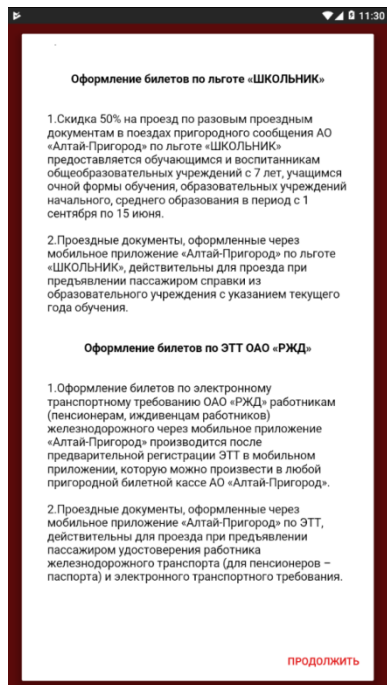 11:30
Оформление билетов по льготе «ШКОЛЬНИК»
1.Скидка 50% на проезд по разовым проездным
документам в поездах пригородного сообщения АО
«Алтай-Пригород» по льготе «ШКОЛЬНИК»
предоставляется обучающимся и воспитанникам
общеобразовательных учреждений с 7 лет, учащимся
очной формы обучения, образовательных учреждений
начального, среднего образования в период с 1
сентября по 15 июня.
2.Проездные документы, оформленные через
мобильное приложение «Алтай-Пригород» по льготе
«ШКОЛЬНИК», действительны для проезда при
предъявлении пассажиром справки из
образовательного учреждения с указанием текущего
года обучения.
Оформление билетов по ЭТТ ОАО «РЖД»
1.Оформление билетов по электронному
транспортному требованию ОАО «РЖД» работникам
(пенсионерам, иждивенцам работников)
железнодорожного через мобильное приложение
«Алтай-Пригород» производится после
предварительной регистрации ЭТТ в мобильном
приложении, которую можно произвести в любой
пригородной билетной кассе АО «Алтай-Пригород».
2.Проездные документы, оформленные через
мобильное приложение «Алтай-Пригород» по ЭТТ,
действительны для проезда при предъявлении
пассажиром удостоверения работника
железнодорожного транспорта (для пенсионеров –
паспорта) и электронного транспортного требования.
ПРОДОЛЖИТЬ